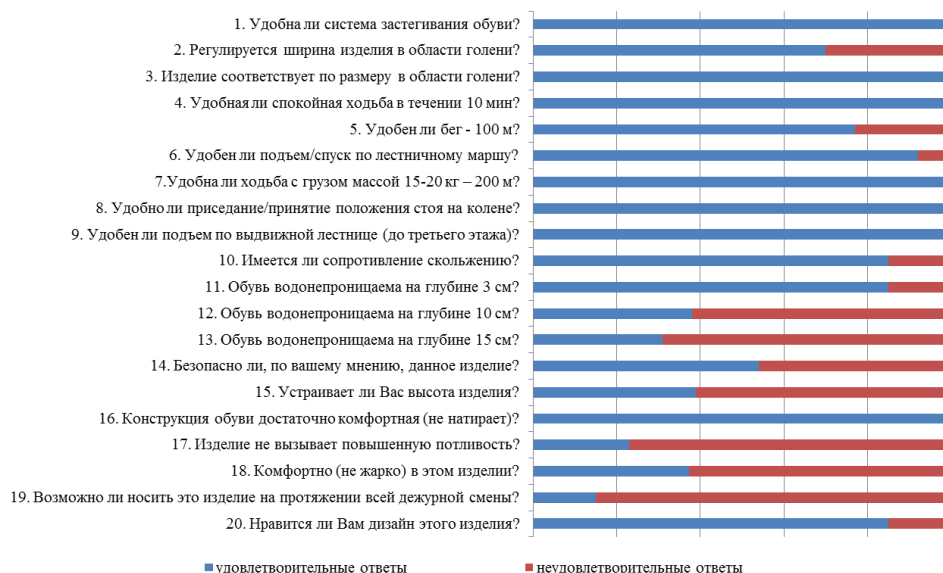 1. Удобна ли система застегивания обуви?
2. Регулируется ширина изделия в области голени?
3. Изделие соответствует по размеру в области голени?
4. Удобная ли спокойная ходьба в течении 10 мин?
5. Удобен ли бег - 100 м?
6. Удобен ли подъем/спуск по лестничному маршу?
7.Удобна ли ходьба с грузом массой 15-20 кг – 200 м?
8. Удобно ли приседание/принятие положения стоя на колене?
9. Удобен ли подъем по выдвижной лестнице (до третьего этажа)?
10. Имеется ли сопротивление скольжению?
11. Обувь водонепроницаема на глубине 3 см?
12. Обувь водонепроницаема на глубине 10 см?
13. Обувь водонепроницаема на глубине 15 см?
14. Безопасно ли, по вашему мнению, данное изделие?
15. Устраивает ли Вас высота изделия?
16. Конструкция обуви достаточно комфортная (не натирает)?
17. Изделие не вызывает повышенную потливость?
18. Комфортно (не жарко) в этом изделии?
19. Возможно ли носить это изделие на протяжении всей дежурной смены?
20. Нравится ли Вам дизайн этого изделия?
удовлетворительные ответы неудовлетворительные ответы